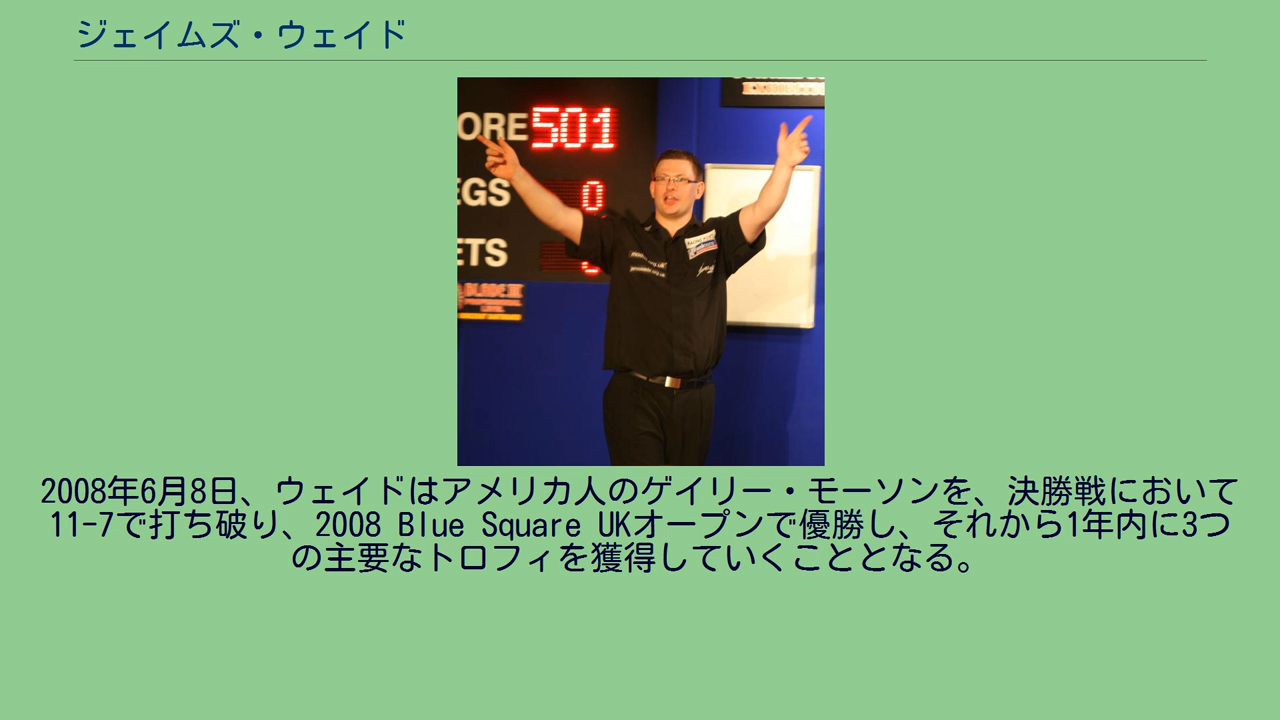 ジェイムズ・ウェイド
ORE 501
EGS 0
ETS
BLADE III
2008年6月8日、ウェイドはアメリカ人のゲイリー・モーソンを、決勝戦において
11-7で打ち破り、2008 Blue Square UKオープンで優勝し、それから1年内に3つ
の主要なトロフィを獲得していくこととなる。